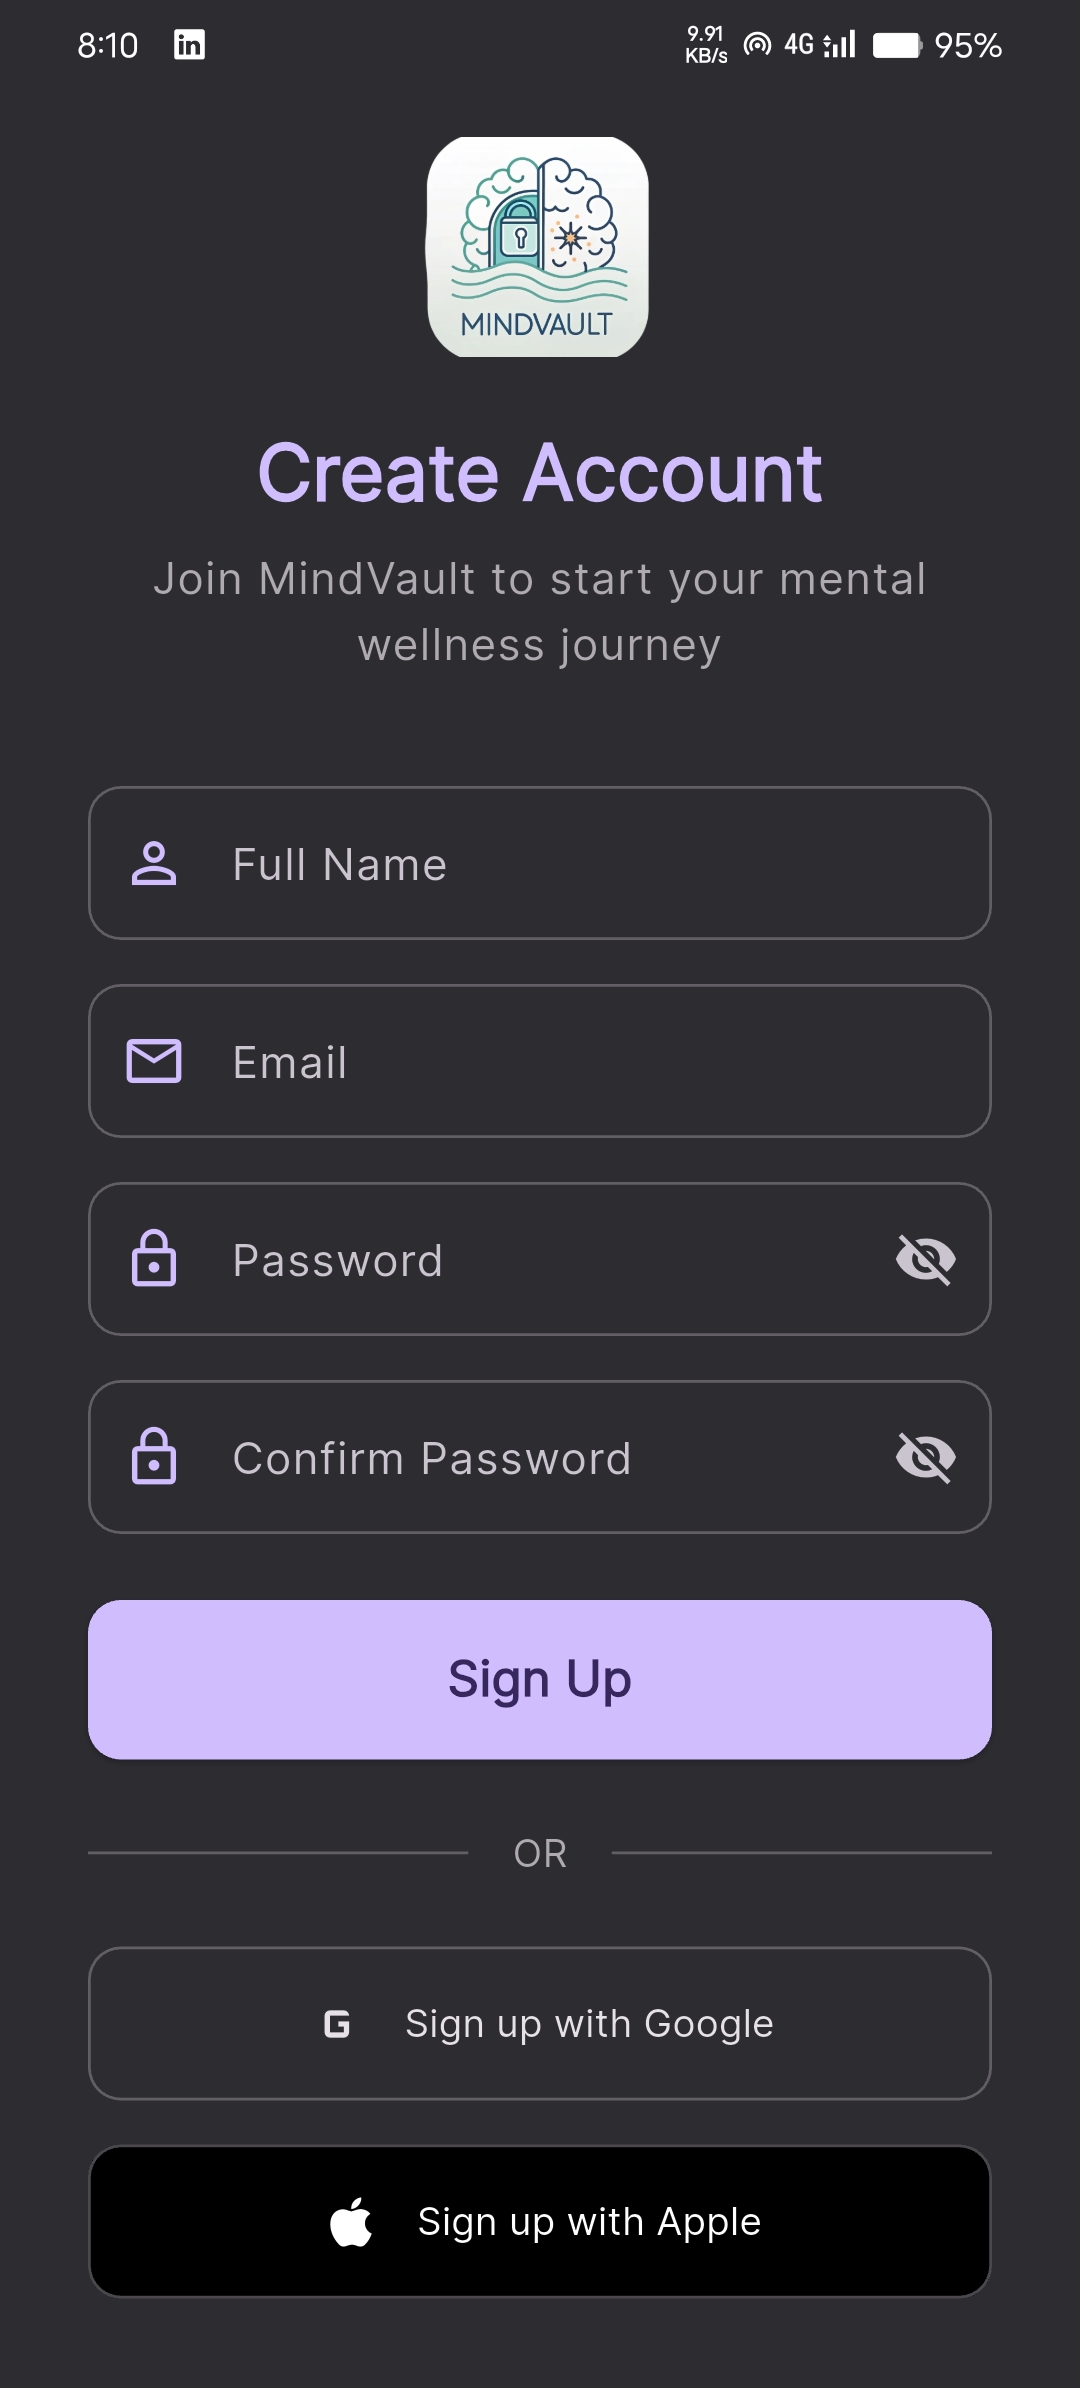 8:10 in 9.91 4G 95%
KB/s
MINDVAULT
Create Account
Join MindVault to start your mental
wellness journey
Full Name
Email
Password
Confirm Password
Sign Up
OR
G Sign up with Google
Sign up with Apple